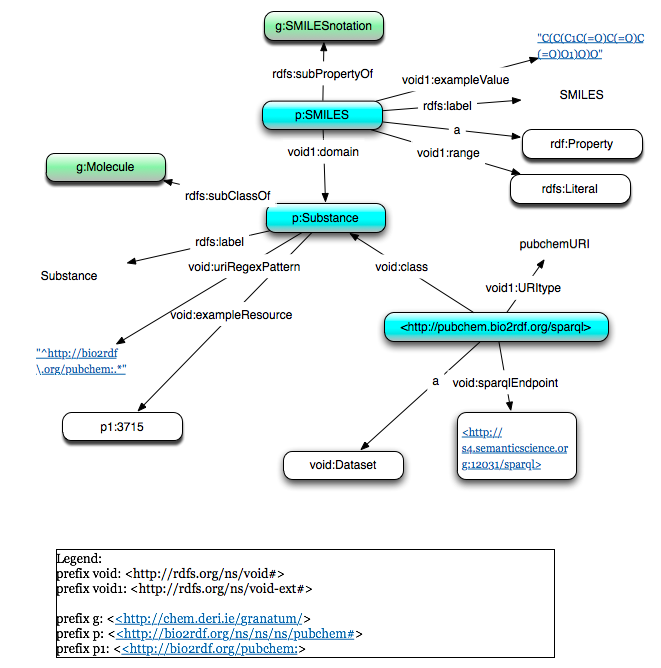 g:SMILESnotation
rdfs:subPropertyOf
"C(C(C1C(=O)C(=O)C
(=O)O1)O)O"
void1:exampleValue
rdfs:label
SMILES
p:SMILES
a
rdf:Property
void1:domain
void1:range
g:Molecule
rdfs:Literal
rdfs:subClassOf
p:Substance
rdfs:label
pubchemURI
void:uriRegexPattern
void:class
Substance
void1:URItype
void:exampleResource
<http://pubchem.bio2rdf.org/sparql>
"^http://bio2rdf
\.org/pubchem:.*"
a
void:sparqlEndpoint
p1:3715
<http://
s4.semanticscience.or
g:12031/sparql>
void:Dataset
Legend:
prefix void: <http://rdfs.org/ns/void#>
prefix void1: <http://rdfs.org/ns/void-ext#>
prefix g: <<http://chem.deri.ie/granatum/>
prefix p: <<http://bio2rdf.org/ns/ns/ns/pubchem#>
prefix p1: <<http://bio2rdf.org/pubchem:>